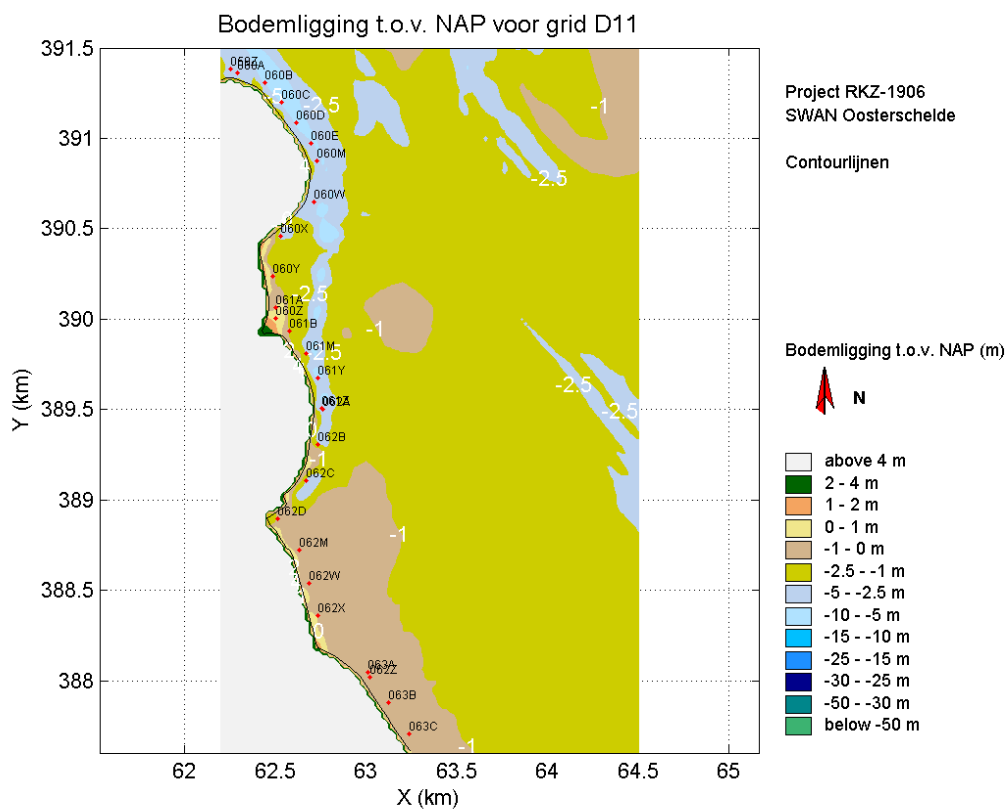 Bodemligging t.o.v. NAP voor grid D11
391.5
391
390.5
390
389.5
389
388.5
388
Y (km)
62
62.5
63
63.5
64
64.5
65
X (km)
060A
060B
060C
060D
060E
060M
060W
060X
060Y
061A
060Z
061B
061M
061Y
062A
062B
062C
062D
062M
062W
062X
063A
062Z
063B
063C
-2.5
-1
-2.5
-2.5
-1
-2.5
-2.5
-2.5
-1
-1
0
-1
Project RKZ-1906
SWAN Oosterschelde
Contourlijnen
Bodemligging t.o.v. NAP (m)
N
above 4 m
2 - 4 m
1 - 2 m
0 - 1 m
-1 - 0 m
-2.5 - -1 m
-5 - -2.5 m
-10 - -5 m
-15 - -10 m
-25 - -15 m
-30 - -25 m
-50 - -30 m
below -50 m